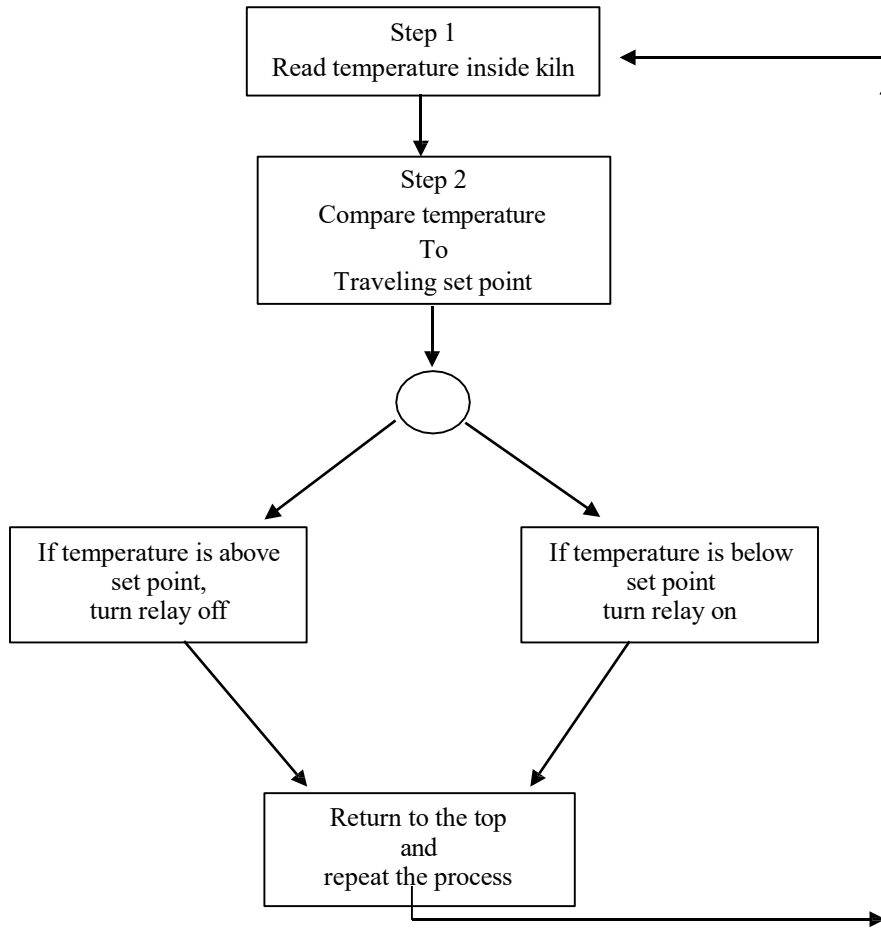 Step 1
Read temperature inside kiln
Step 2
Compare temperature
To
Traveling set point
If temperature is above
set point,
turn relay off
If temperature is below
set point
turn relay on
Return to the top
and
repeat the process